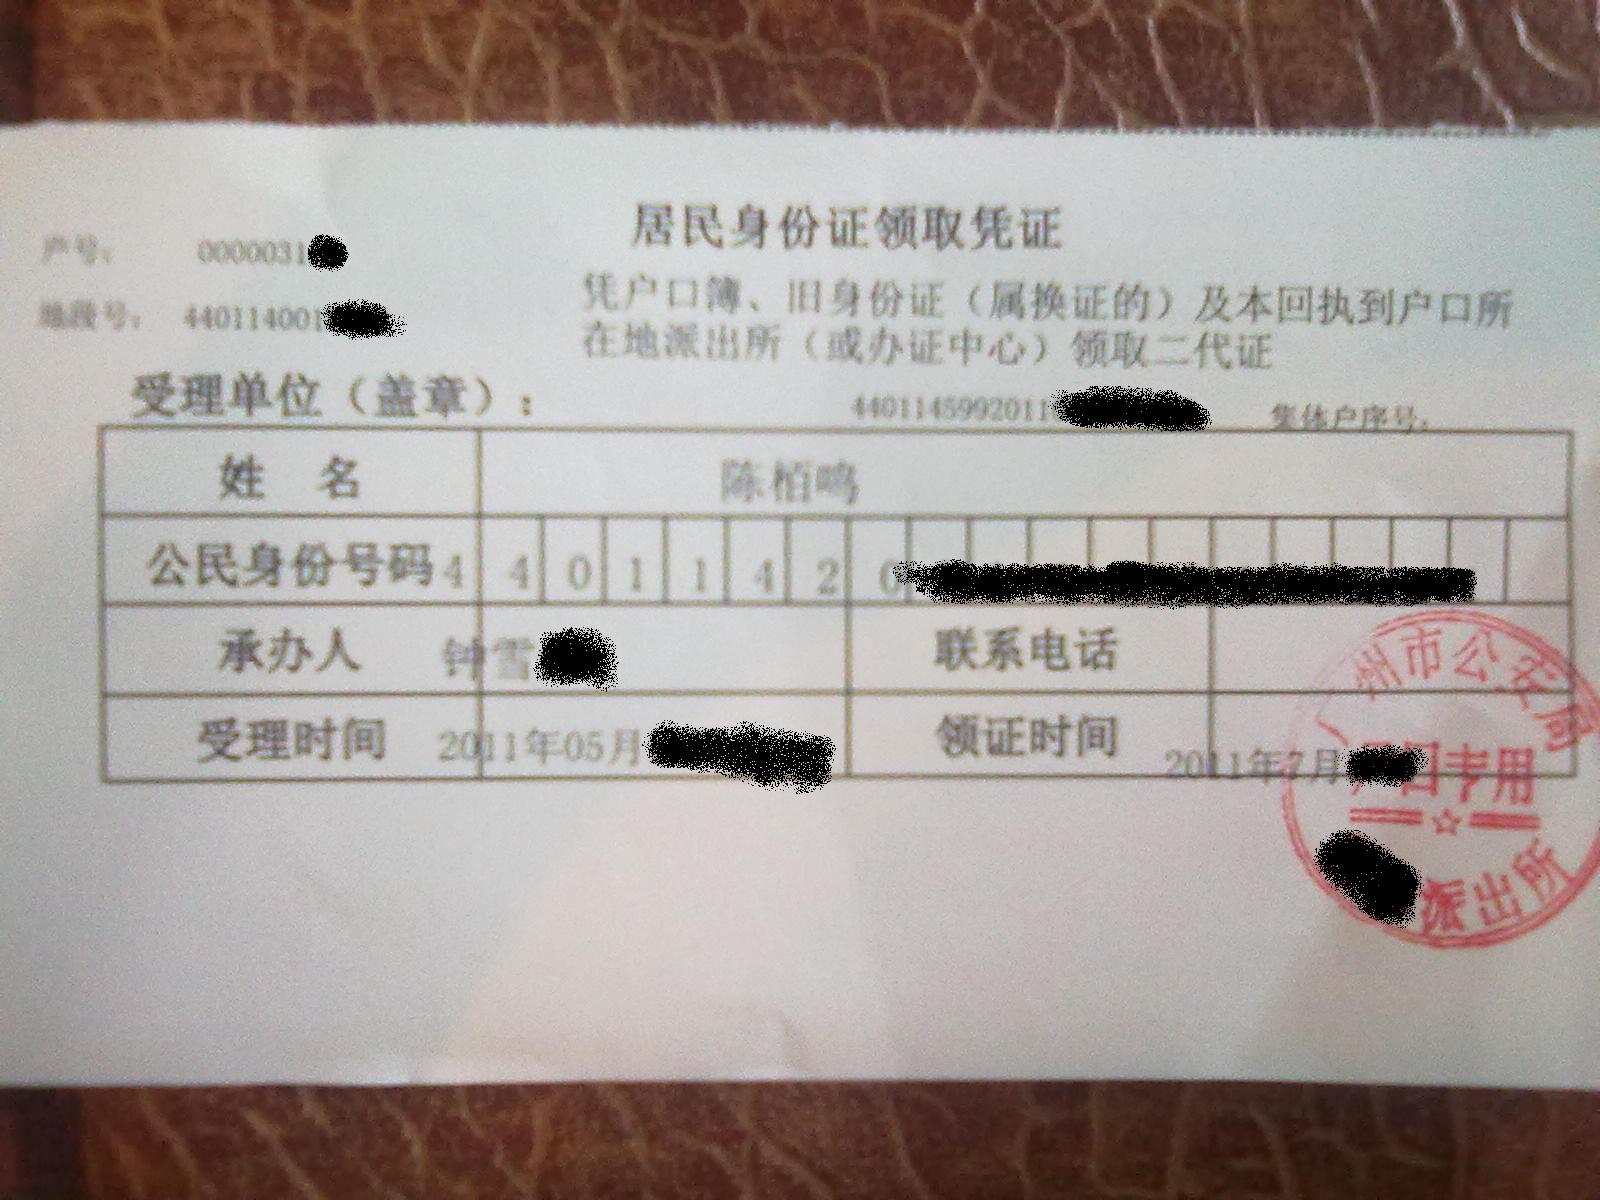 居民身份证领取凭证
户号： 0000031
凭户口簿、旧身份证（属换证的）及本回执到户口所
地段号： 440114001
在地派出所（或办证中心）领取二代证
受理单位（盖章）：
4401145992011 集体户序号：
姓 名 陈栢鸣
公民身份号码 4 4 0 1 1 4 2 0
承办人 钟雪 联系电话
受理时间 2011年05月 领证时间 2011年7月
州市公安局
专用
派出所